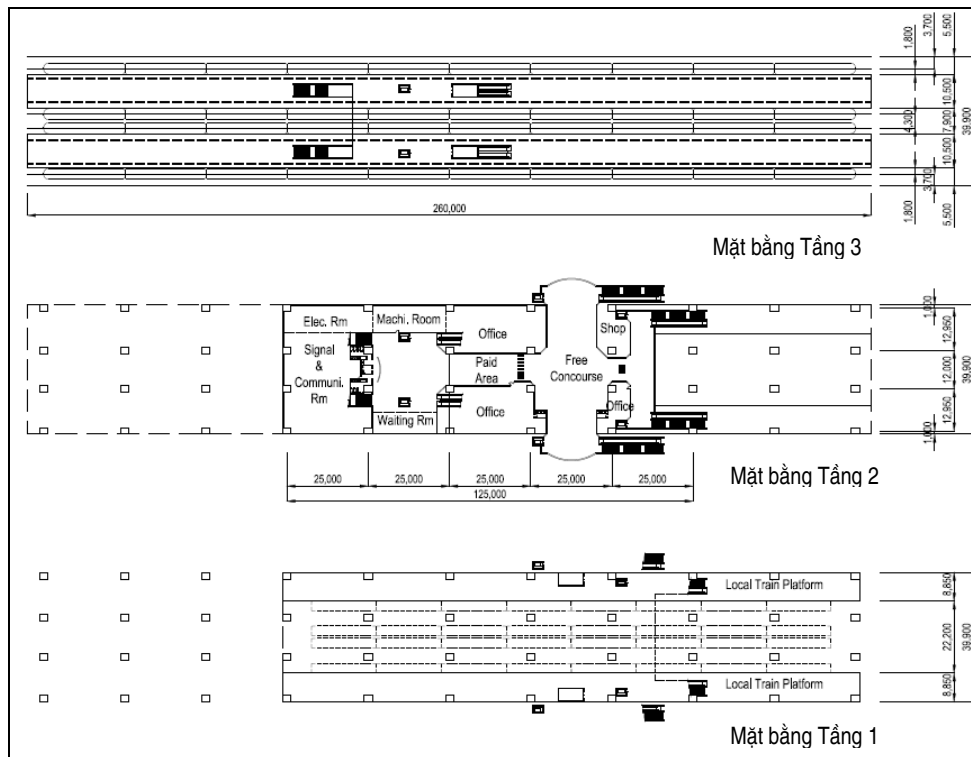 1,800
3,700
5,500
10,500
4,300
7,900
39,900
10,500
3,700
1,800
5,500
260,000
Mặt bằng Tầng 3
Elec. Rm
Machi. Room
Office
Shop
Signal
&
Communi.
Rm
Paid
Area
Free
Concourse
Waiting Rm
Office
Office
1,000
12,950
12,000
39,900
12,950
1,000
25,000
25,000
25,000
25,000
25,000
125,000
Mặt bằng Tầng 2
Local Train Platform
8,850
22,200
39,900
Local Train Platform
8,850
Mặt bằng Tầng 1